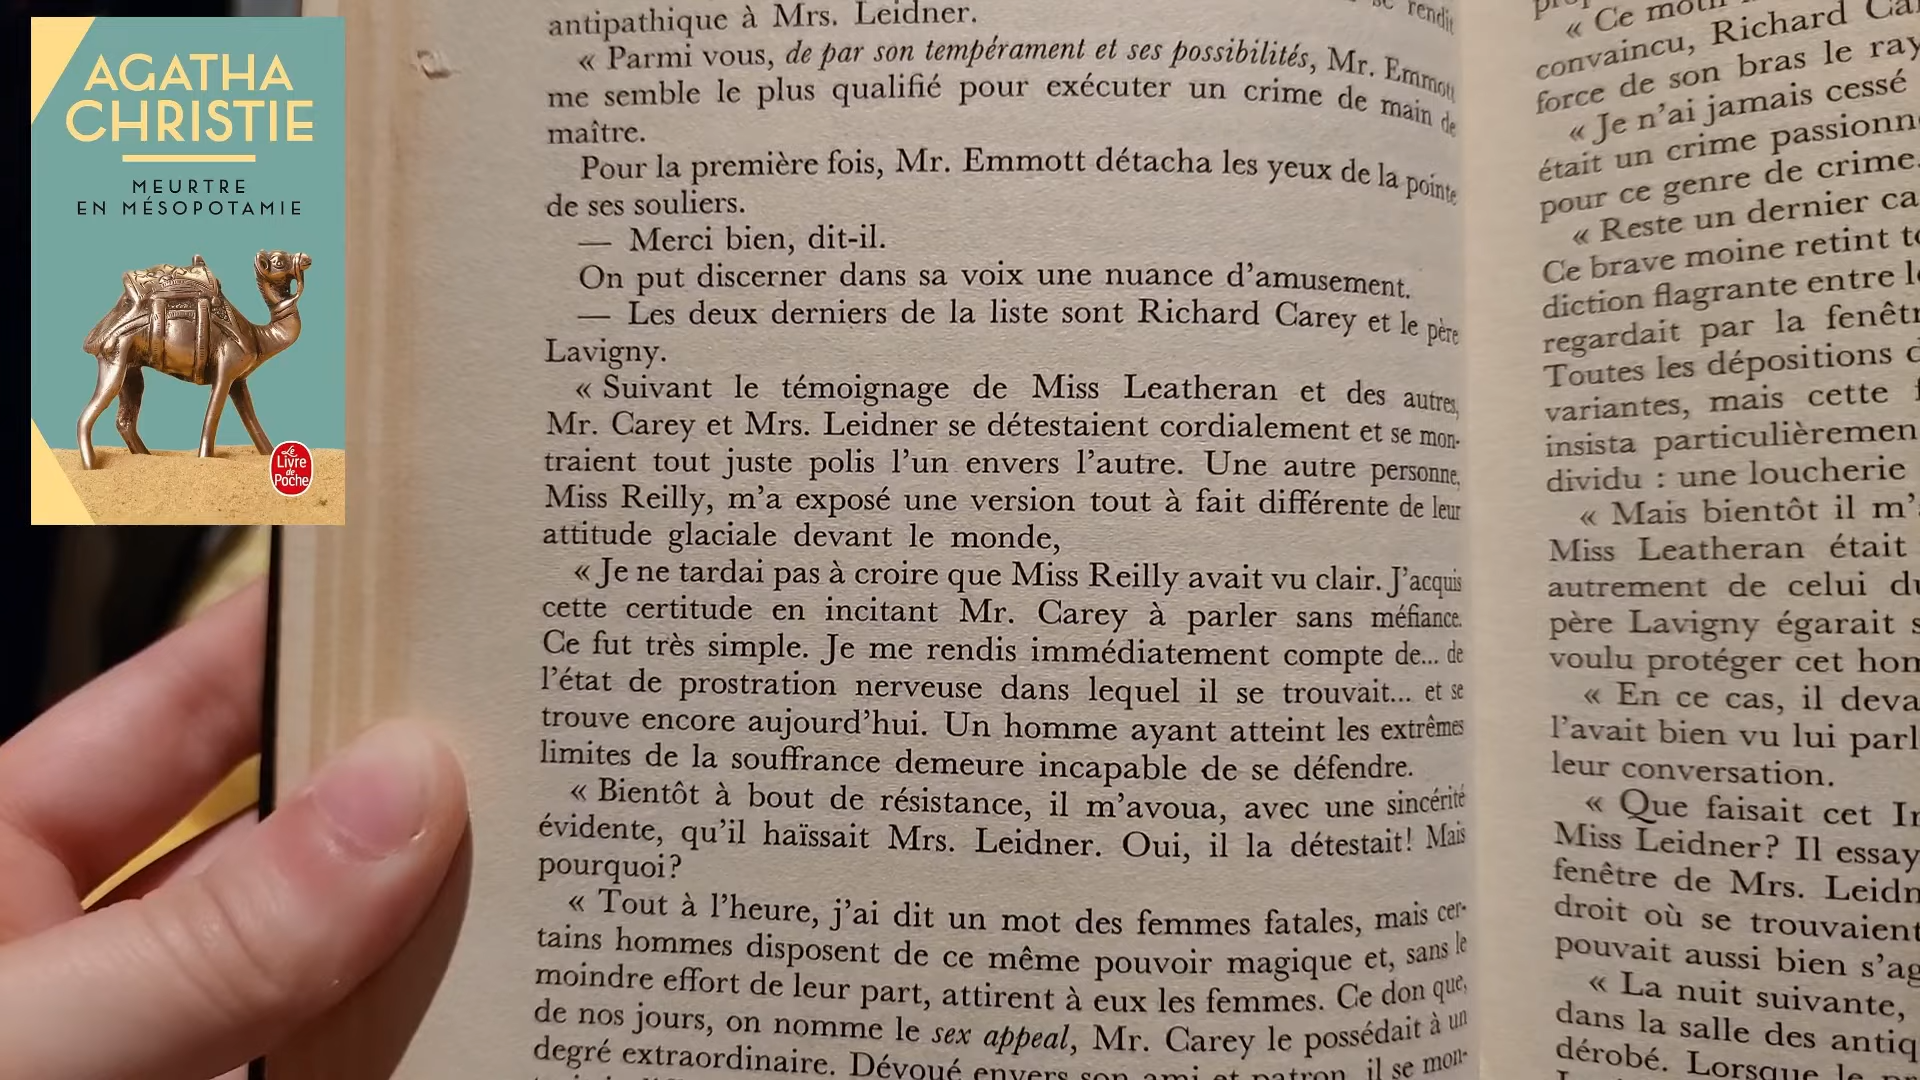 AGATHA
CHRISTIE
MEURTRE
EN MÉSOPOTAMIE
Le
Livre
de
Poche
se rendit
antipathique à Mrs. Leidner.
« Parmi vous, de par son tempérament et ses possibilités, Mr. Emmott
me semble le plus qualifié pour exécuter un crime de main de
maître.
Pour la première fois, Mr. Emmott détacha les yeux de la pointe
de ses souliers.
— Merci bien, dit-il.
On put discerner dans sa voix une nuance d'amusement.
— Les deux derniers de la liste sont Richard Carey et le père
Lavigny.
« Suivant le témoignage de Miss Leatheran et des autres,
Mr. Carey et Mrs. Leidner se détestaient cordialement et se mon-
traient tout juste polis l'un envers l'autre. Une autre personne,
Miss Reilly, m'a exposé une version tout à fait différente de leur
attitude glaciale devant le monde,
« Je ne tardai pas à croire que Miss Reilly avait vu clair. J'acquis
cette certitude en incitant Mr. Carey à parler sans méfiance.
Ce fut très simple. Je me rendis immédiatement compte de... de
l'état de prostration nerveuse dans lequel il se trouvait... et se
trouve encore aujourd'hui. Un homme ayant atteint les extrêmes
limites de la souffrance demeure incapable de se défendre.
« Bientôt à bout de résistance, il m'avoua, avec une sincérité
évidente, qu'il haïssait Mrs. Leidner. Oui, il la détestait! Mais
pourquoi?
« Tout à l'heure, j'ai dit un mot des femmes fatales, mais cer-
tains hommes disposent de ce même pouvoir magique et, sans le
moindre effort de leur part, attirent à eux les femmes. Ce don que,
de nos jours, on nomme le sex appeal, Mr. Carey le possédait à un
degré extraordinaire. Dévoué envers son ami et patron, il se mon-
« Ce
convaincu, Richard
force de son bras le
« Je n'ai jamais cessé
était un crime
pour ce genre de crime.
« Reste un dernier
Ce brave moine retint
diction flagrante entre
regardait par la
Toutes les dépositions
variantes, mais cette
insista
dividu : une loucherie
« Mais bientôt il
Miss Leatheran était
autrement de celui
père Lavigny égarait
voulu protéger cet
« En ce cas, il
l'avait bien vu lui
leur conversation.
« Que faisait cet
Miss Leidner? Il
fenêtre de Mrs.
droit où se
pouvait aussi bien
« La nuit suivante,
dans la salle des
dérobé. Lorsque le